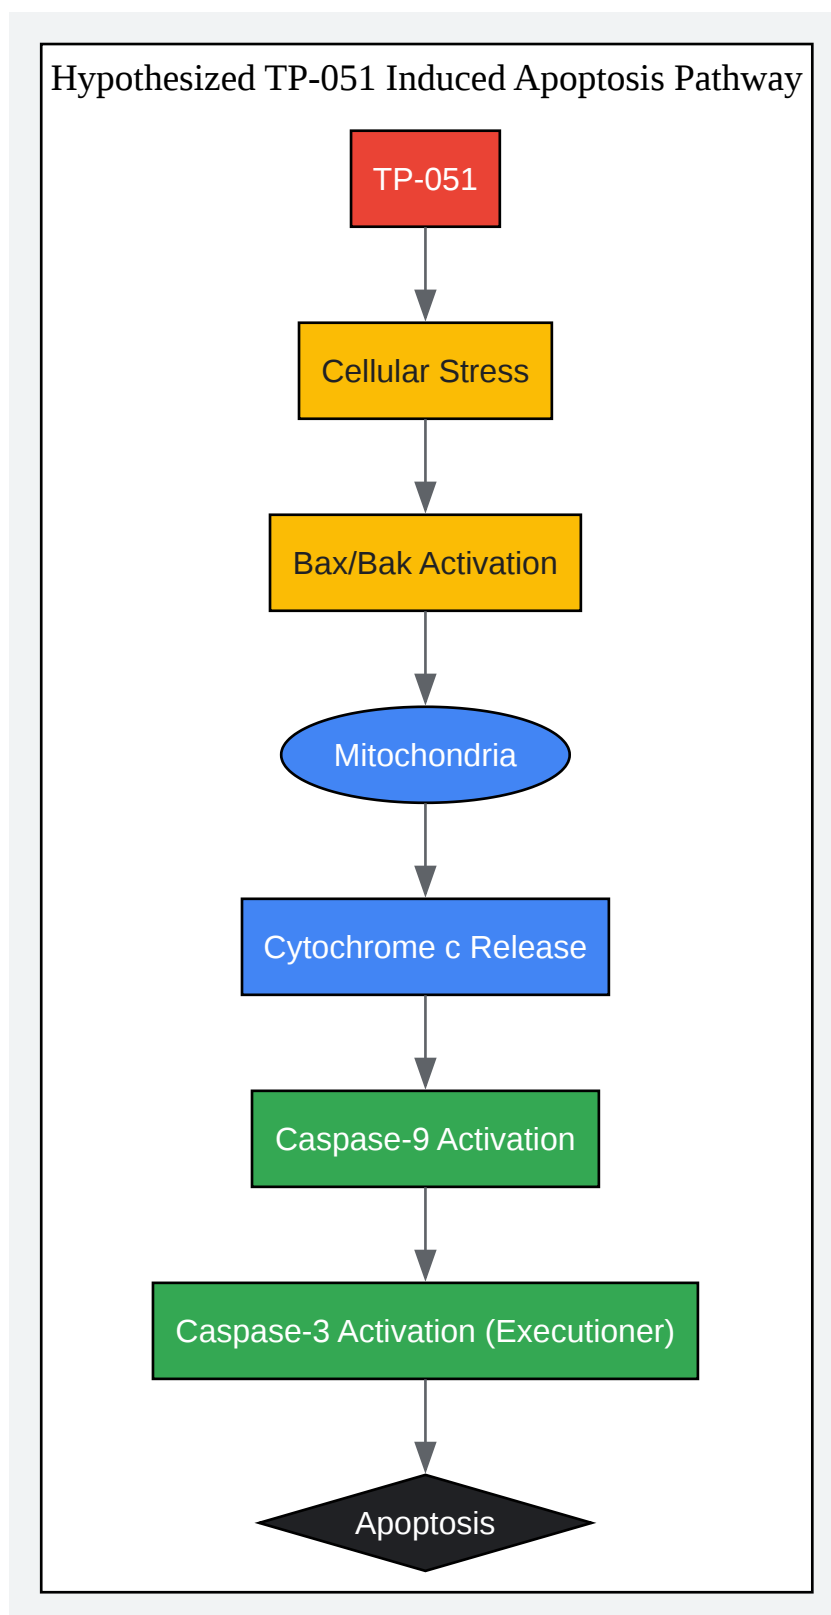 Hypothesized TP-051 Induced Apoptosis Pathway
TP-051
Cellular Stress
Bax/Bak Activation
Mitochondria
Cytochrome c Release
Caspase-9 Activation
Caspase-3 Activation (Executioner)
Apoptosis